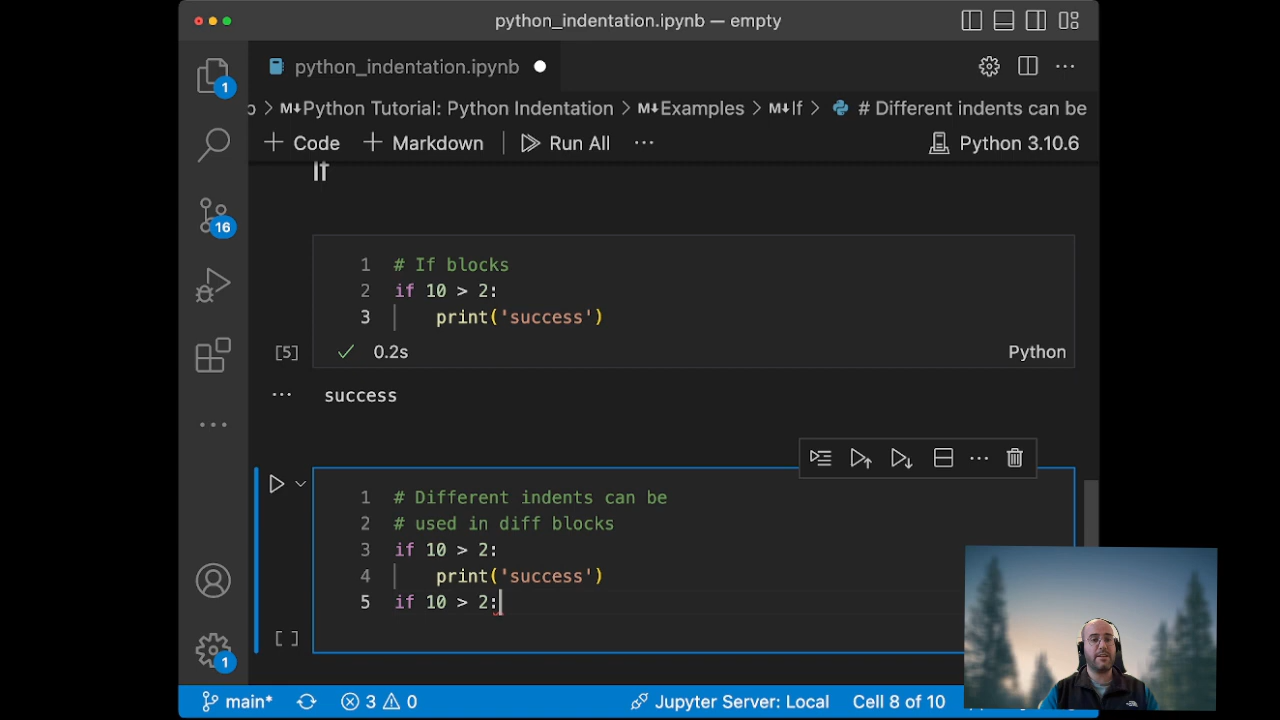 python_indentation.ipynb — empty
python_indentation.ipynb
1
Python Tutorial: Python Indentation > M↓Examples > M↓If > # Different indents can be
+ Code + Markdown Run All ··· Python 3.10.6
If
16
1 # If blocks
2 if 10 > 2:
3 print('success')
[5] ✓ 0.2s Python
··· success
1 # Different indents can be
2 # used in diff blocks
3 if 10 > 2:
4 print('success')
5 if 10 > 2:
[ ]
1
main* 3 0 Jupyter Server: Local Cell 8 of 10